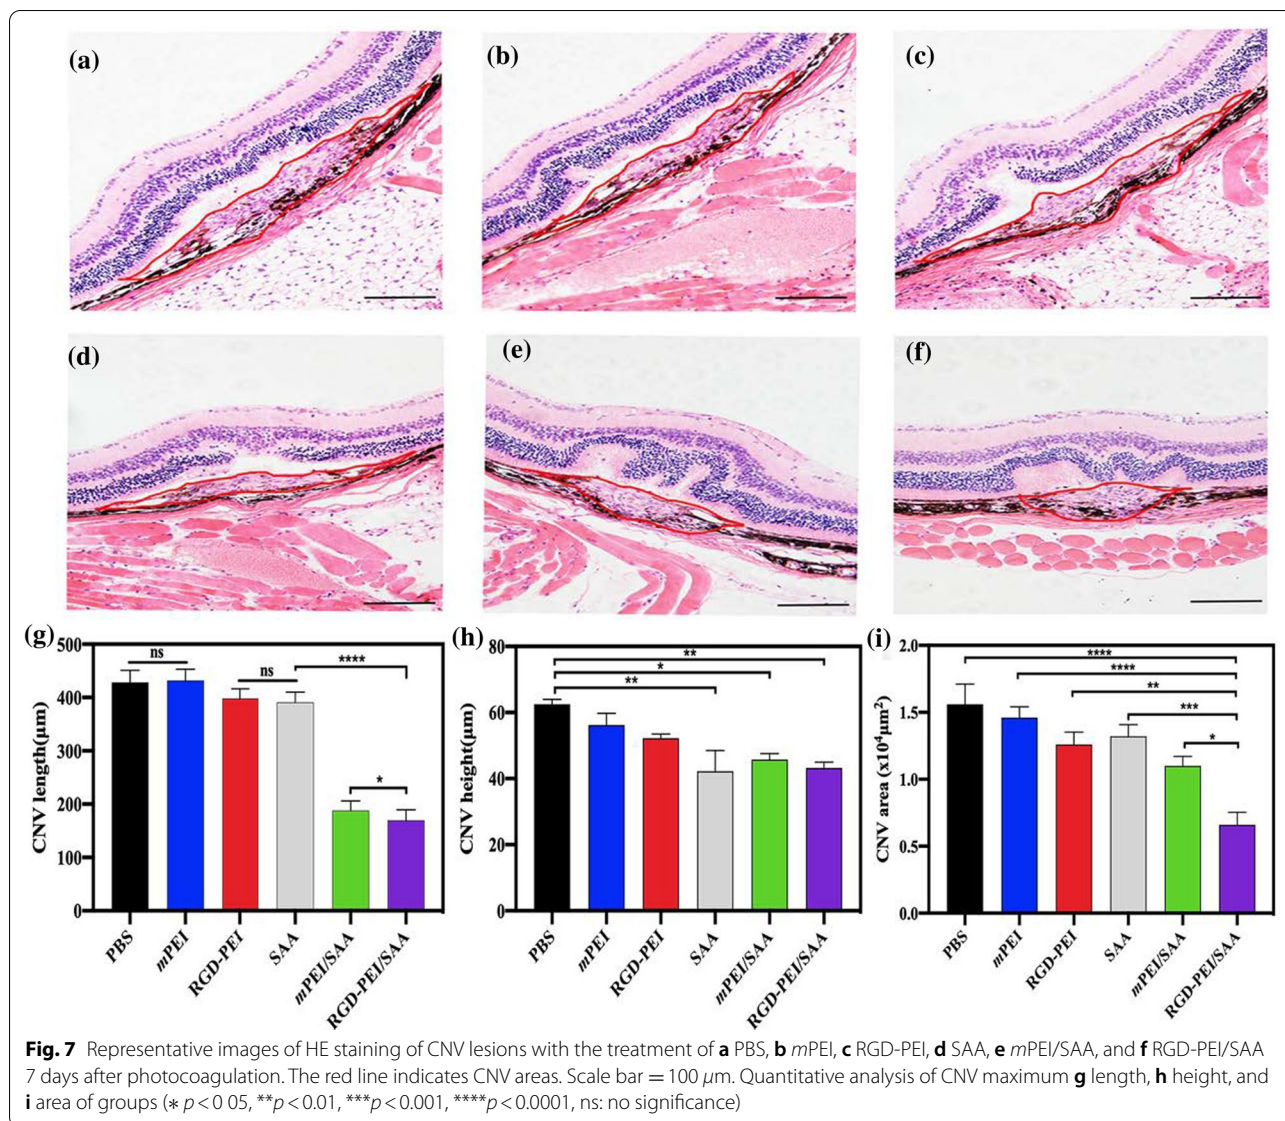 (a)
(b)
(c)
(d)
(e)
(f)
(g)
CNV length(μm)
500
400
300
200
100
0
ns
ns
****
*
PBS
mPEI
RGD-PEI
SAA
mPEI/SAA
RGD-PEI/SAA
(h)
CNV height(μm)
80
60
40
20
0
**
*
**
PBS
mPEI
RGD-PEI
SAA
mPEI/SAA
RGD-PEI/SAA
(i)
CNV area (x10⁴μm²)
2.0
1.5
1.0
0.5
0.0
****
****
**
***
*
PBS
mPEI
RGD-PEI
SAA
mPEI/SAA
RGD-PEI/SAA
Fig. 7 Representative images of HE staining of CNV lesions with the treatment of a PBS, b mPEI, c RGD-PEI, d SAA, e mPEI/SAA, and f RGD-PEI/SAA
7 days after photocoagulation. The red line indicates CNV areas. Scale bar = 100 μm. Quantitative analysis of CNV maximum g length, h height, and
i area of groups (* p < 0 05, **p < 0.01, ***p < 0.001, ****p < 0.0001, ns: no significance)